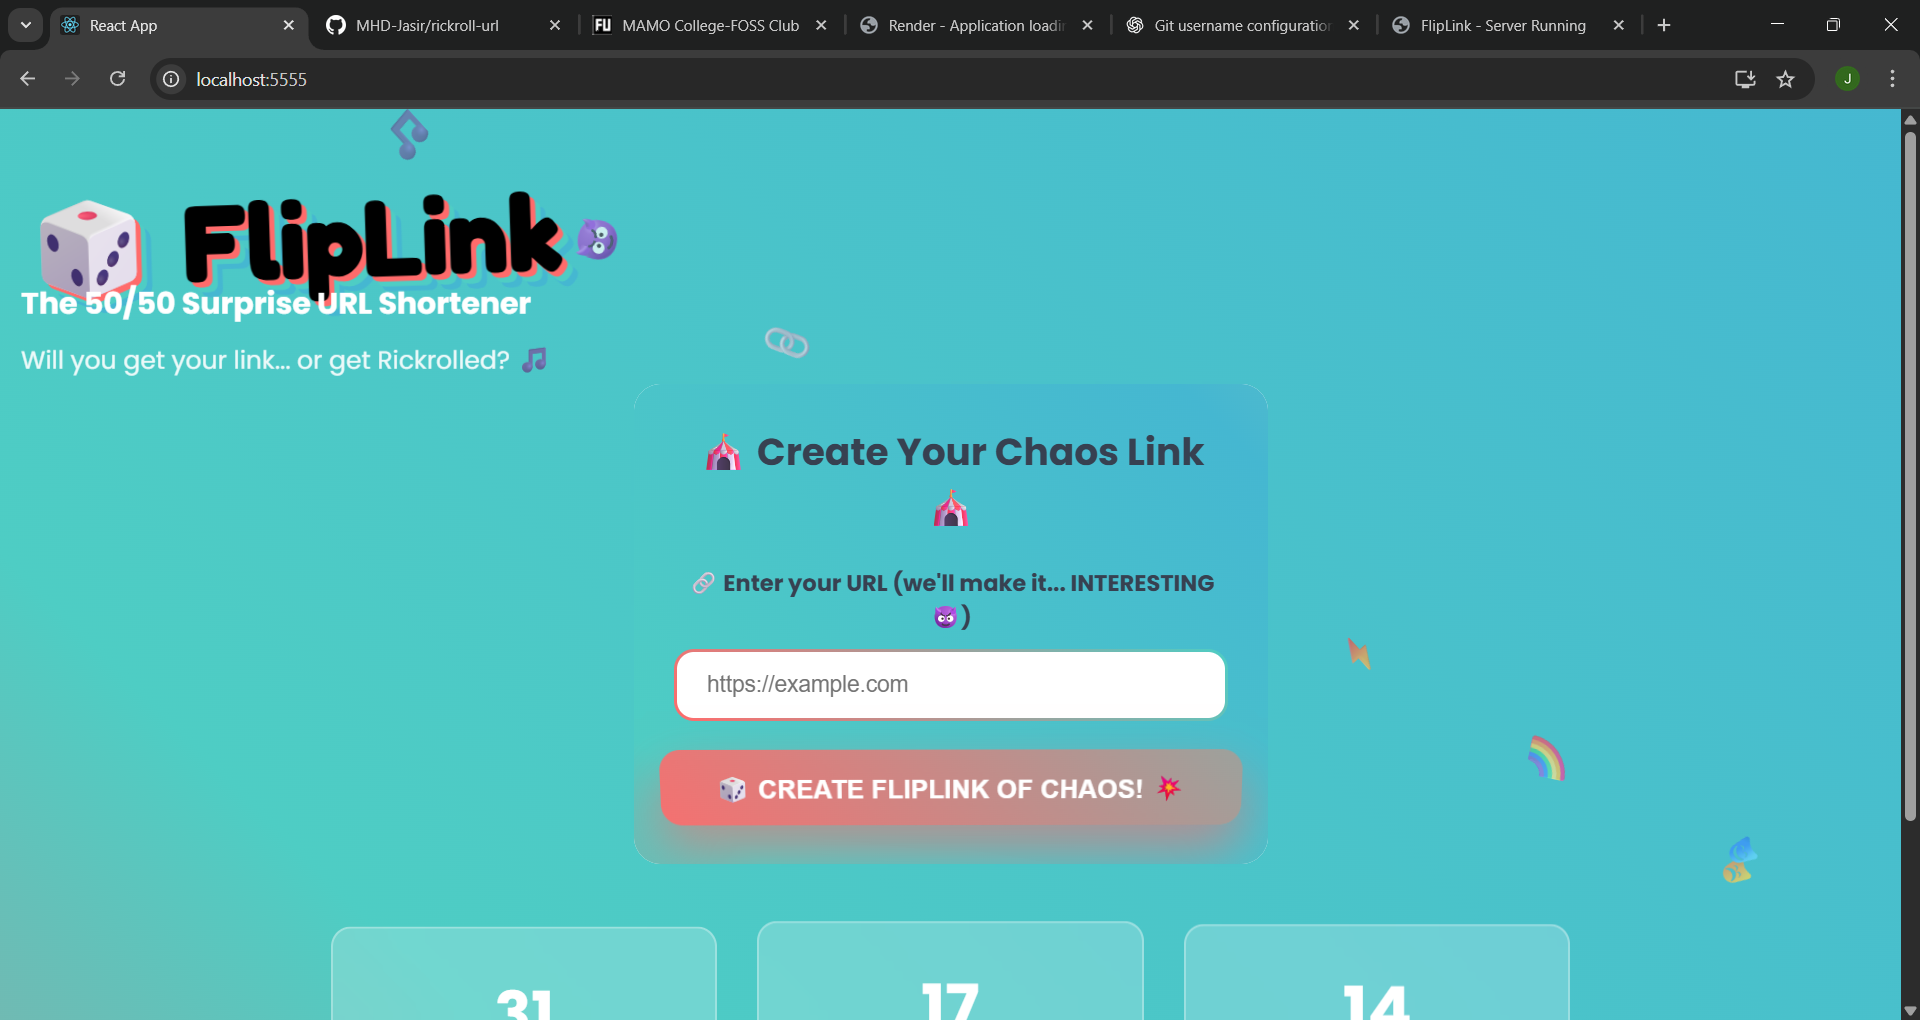 React App
MHD-Jasir/rickroll-url
FU
MAMO College-FOSS Club
Render - Application loadi
Git username configuration
FlipLink - Server Running
localhost:5555
J
FlipLink
The 50/50 Surprise URL Shortener
Will you get your link... or get Rickrolled? 🎵
🎪 Create Your Chaos Link
🎪
🔗 Enter your URL (we'll make it... INTERESTING
😈)
https://example.com
🎲 CREATE FLIPLINK OF CHAOS! 💥
31
17
14